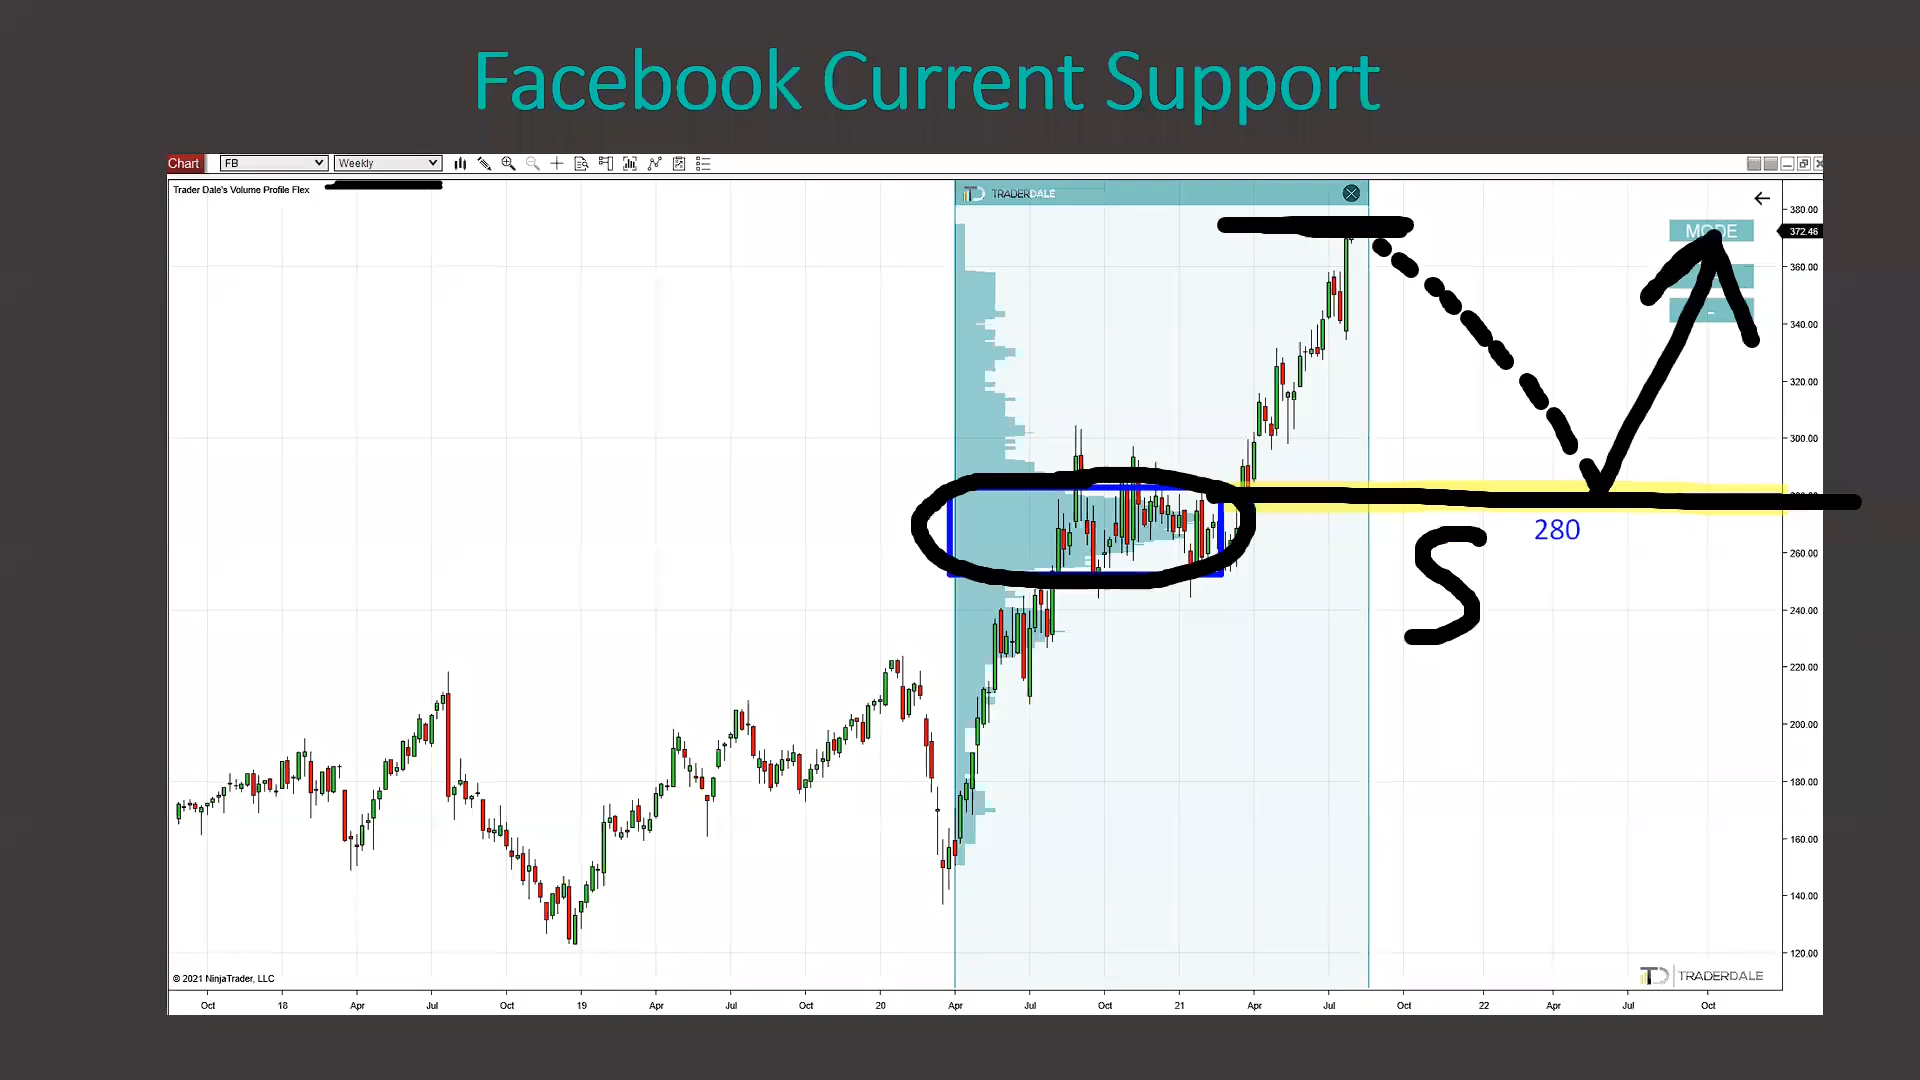 Facebook Current Support
Chart FB Weekly
Trader Dale's Volume Profile Flex
TRADERDALE
380.00
MODE
372.46
360.00
340.00
-
320.00
300.00
280
260.00
S
240.00
220.00
200.00
180.00
160.00
140.00
120.00
© 2021 NinjaTrader, LLC
TD TRADERDALE
Oct 18 Apr Jul Oct 19 Apr Jul Oct 20 Apr Jul Oct 21 Apr Jul Oct 22 Apr Jul Oct